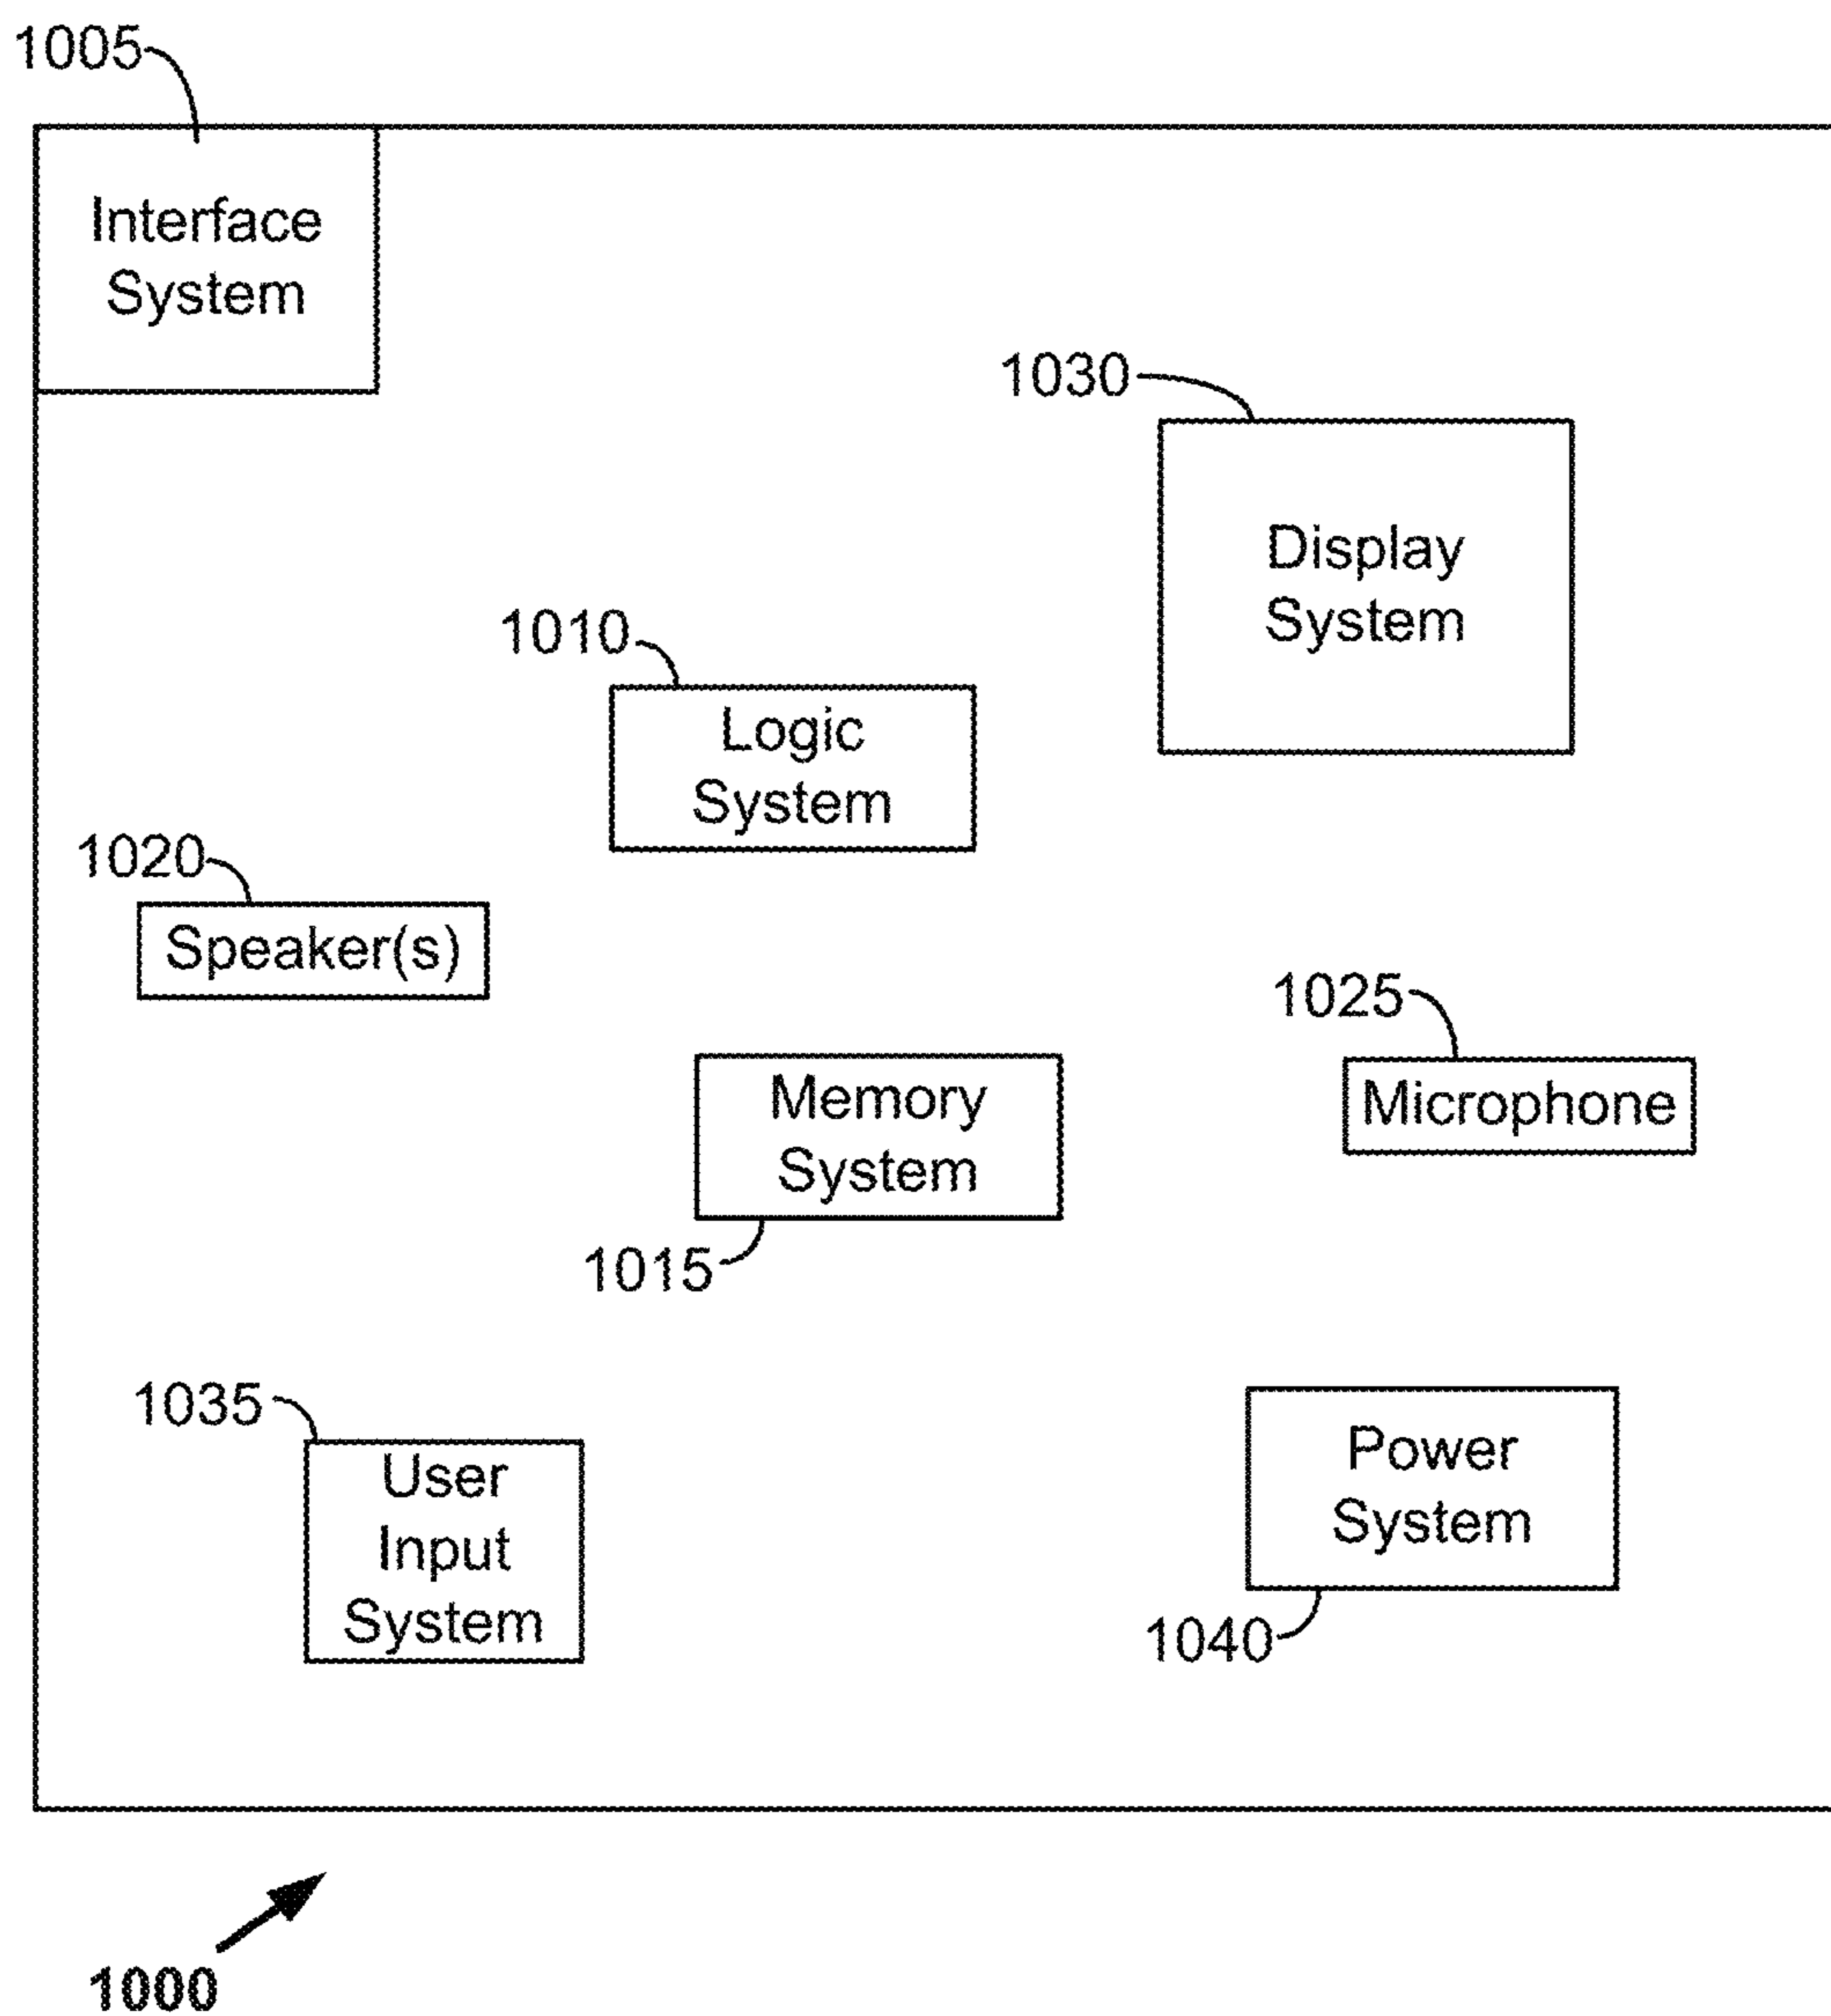 1005
Interface
System
1030
Display
System
1010
Logic
System
1020
Speaker(s)
1025
Microphone
Memory
System
1015
1035
User
Input
System
Power
System
1040
1000